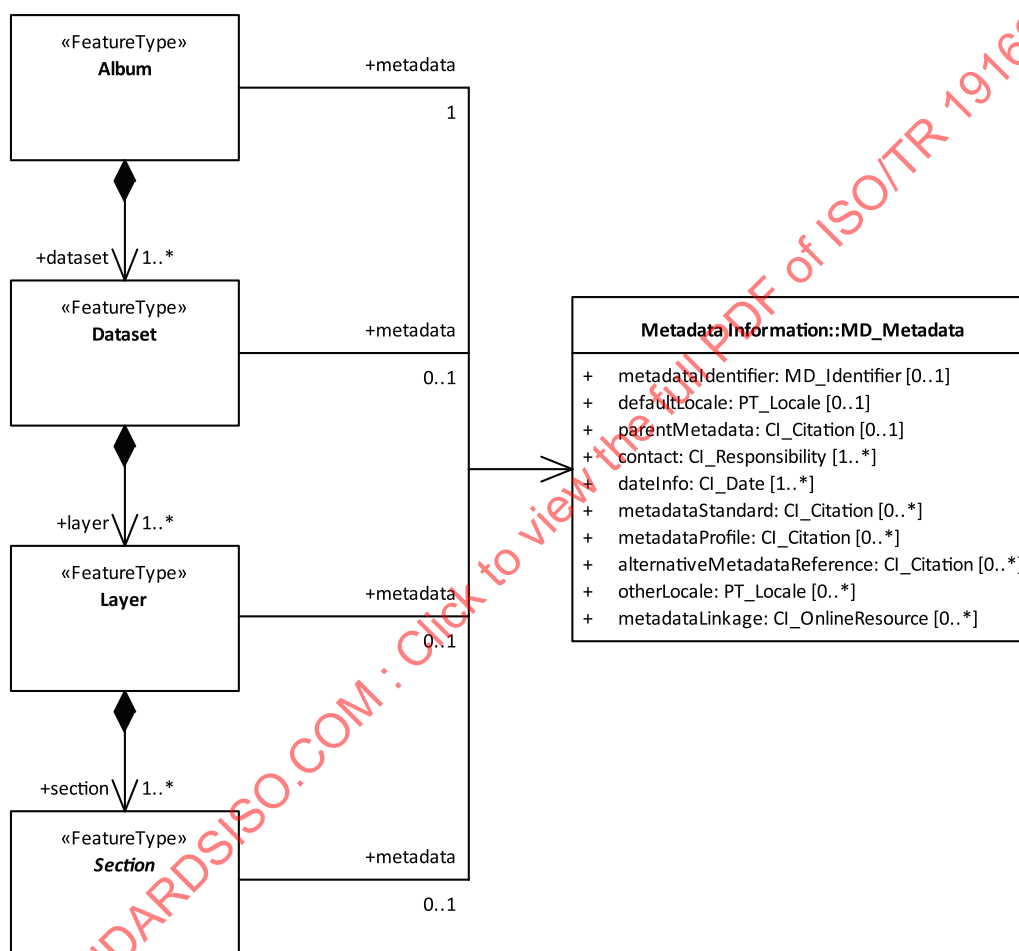 «FeatureType»
Album
+metadata
1
+dataset 1..*
«FeatureType»
Dataset
+metadata
0..1
+layer 1..*
«FeatureType»
Layer
+metadata
0..1
+section 1..*
«FeatureType»
Section
+metadata
0..1
Metadata Information::MD_Metadata
+ metadataIdentifier: MD_Identifier [0..1]
+ defaultLocale: PT_Locale [0..1]
+ parentMetadata: CI_Citation [0..1]
+ contact: CI_Responsibility [1..*]
+ dateInfo: CI_Date [1..*]
+ metadataStandard: CI_Citation [0..*]
+ metadataProfile: CI_Citation [0..*]
+ alternativeMetadataReference: CI_Citation [0..*]
+ otherLocale: PT_Locale [0..*]
+ metadataLinkage: CI_OnlineResource [0..*]
NDARDSISO.COM : Click to view the full PDF of ISO/TR 1916